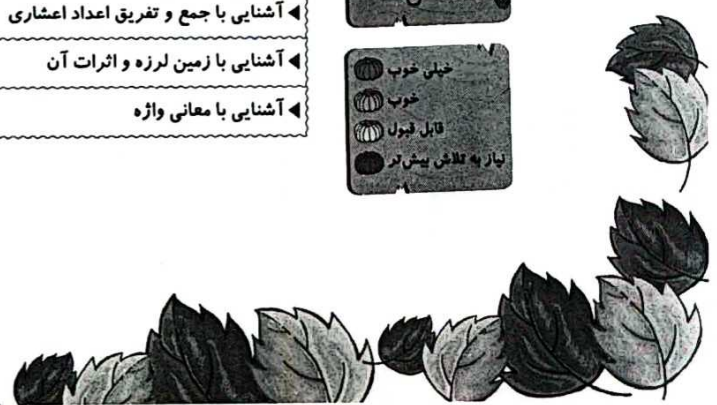 ◀ آشنایی با جمع و تفریق اعداد اعشاری
◀ آشنایی با زمین لرزه و اثرات آن
◀ آشنایی با معانی واژه
خیلی خوب
خوب
قابل قبول
نیاز به تلاش بیش‌تر